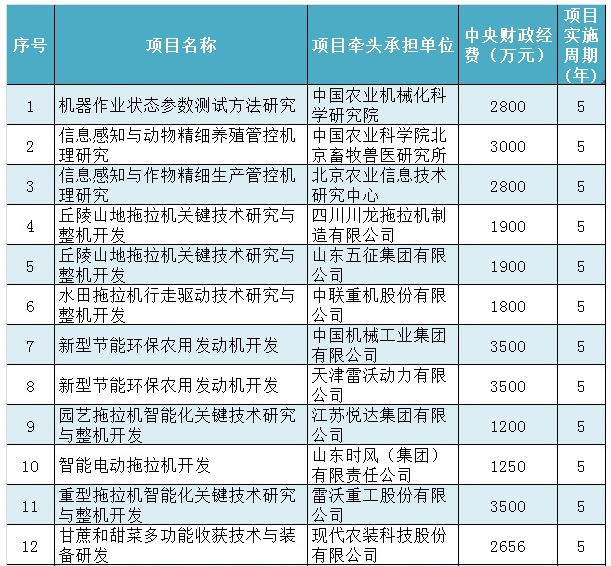 序号 项目名称 项目牵头承担单位 中央财政经费（万元） 项目实施周期（年）
1 机器作业状态参数测试方法研究 中国农业机械化科学研究院 2800 5
2 信息感知与动物精细养殖管控机理研究 中国农业科学院北京畜牧兽医研究所 3000 5
3 信息感知与作物精细生产管控机理研究 北京农业信息技术研究中心 2800 5
4 丘陵山地拖拉机关键技术研究与整机开发 四川川龙拖拉机制造有限公司 1900 5
5 丘陵山地拖拉机关键技术研究与整机开发 山东五征集团有限公司 1900 5
6 水田拖拉机行走驱动技术研究与整机开发 中联重机股份有限公司 1800 5
7 新型节能环保农用发动机开发 中国机械工业集团有限公司 3500 5
8 新型节能环保农用发动机开发 天津雷沃动力有限公司 3500 5
9 园艺拖拉机智能化关键技术研究与整机开发 江苏悦达集团有限公司 1200 5
10 智能电动拖拉机开发 山东时风（集团）有限责任公司 1250 5
11 重型拖拉机智能化关键技术研究与整机开发 雷沃重工股份有限公司 3500 5
12 甘蔗和甜菜多功能收获技术与装备研发 现代农装科技股份有限公司 2656 5